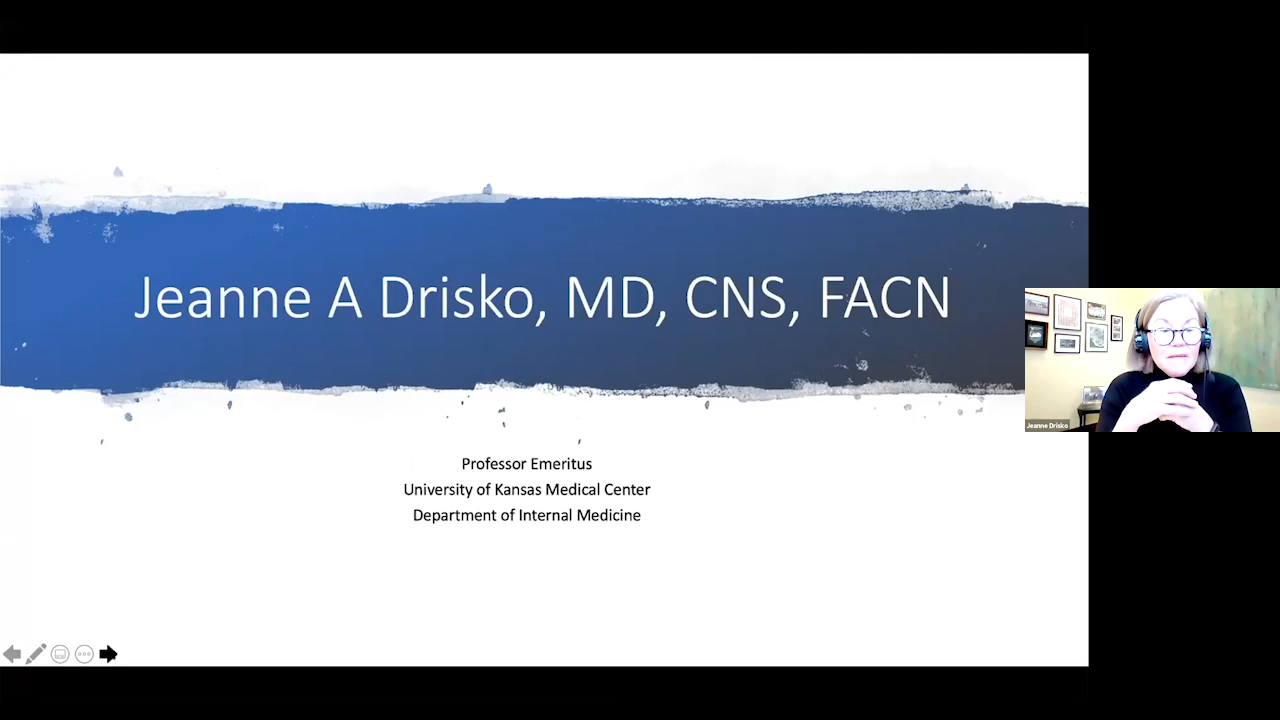 Jeanne A Drisko, MD, CNS, FACN
Professor Emeritus
University of Kansas Medical Center
Department of Internal Medicine
Jeanne Drisko